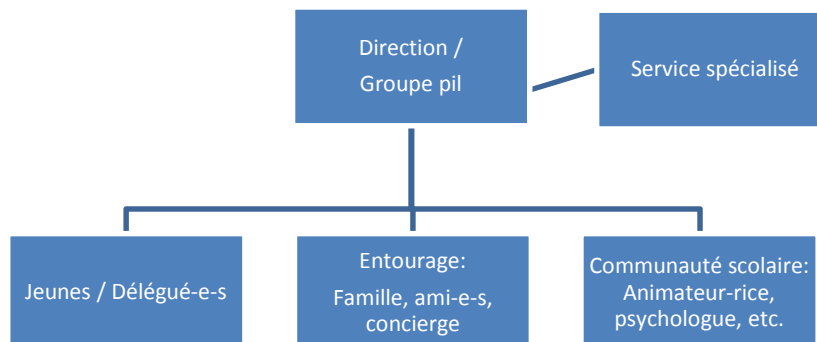 Direction /
Groupe pil
Service spécialisé
Jeunes / Délégué-e-s
Entourage:
Famille, ami-e-s,
concierge
Communauté scolaire:
Animateur-rice,
psychologue, etc.